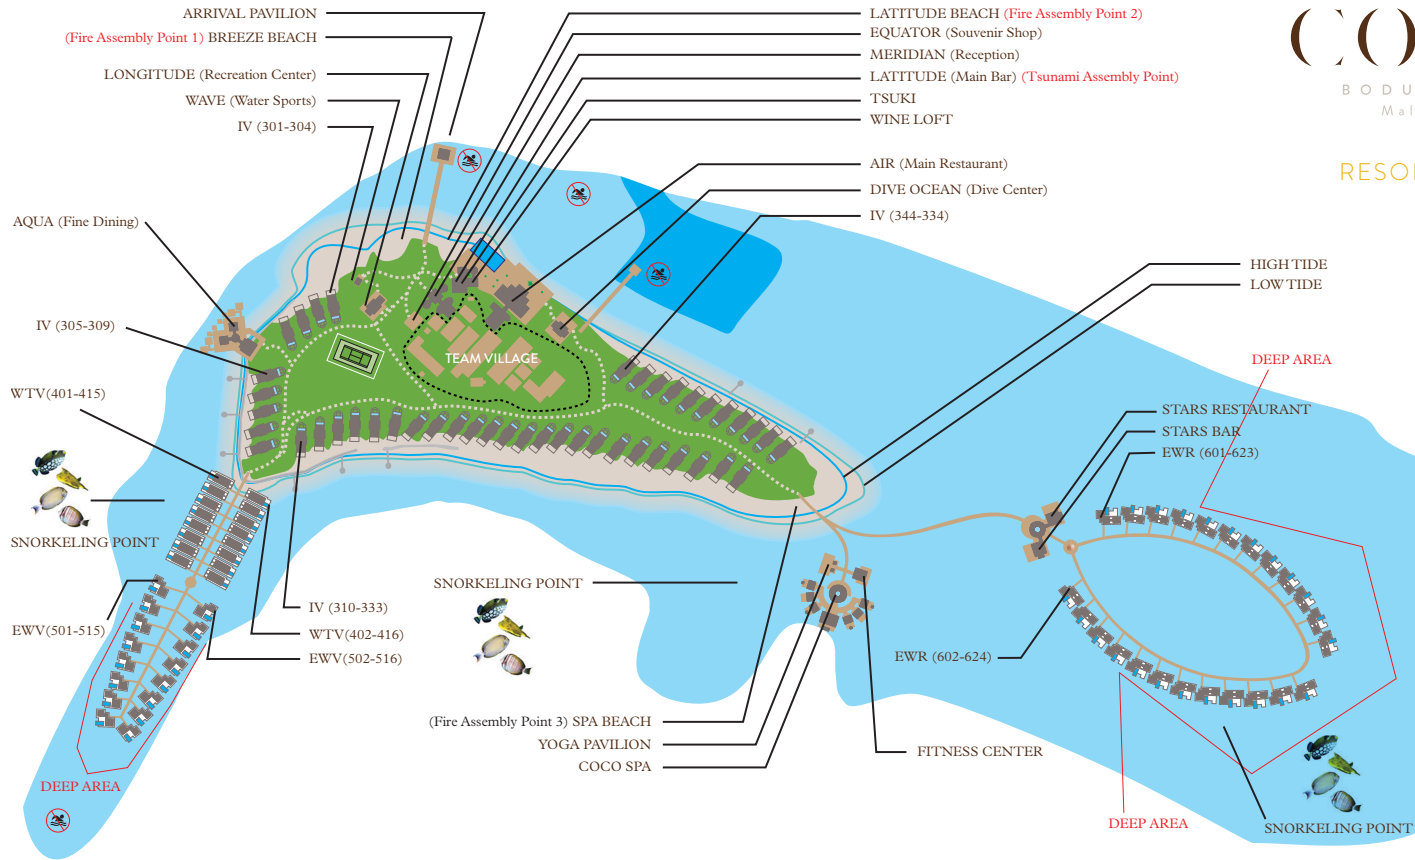 ARRIVAL PAVILION
(Fire Assembly Point 1) BREEZE BEACH
LONGITUDE (Recreation Center)
WAVE (Water Sports)
IV (301-304)
LATITUDE BEACH (Fire Assembly Point 2)
EQUATOR (Souvenir Shop)
MERIDIAN (Reception)
LATITUDE (Main Bar) (Tsunami Assembly Point)
TSUKI
WINE LOFT
AIR (Main Restaurant)
DIVE OCEAN (Dive Center)
IV (344-334)
CO
BODU
Mal
RESO
AQUA (Fine Dining)
IV (305-309)
WTV(401-415)
TEAM VILLAGE
HIGH TIDE
LOW TIDE
DEEP AREA
STARS RESTAURANT
STARS BAR
EWR (601-623)
SNORKELING POINT
EWV(501-515)
IV (310-333)
WTV(402-416)
EWV(502-516)
SNORKELING POINT
EWR (602-624)
(Fire Assembly Point 3) SPA BEACH
YOGA PAVILION
COCO SPA
FITNESS CENTER
DEEP AREA
DEEP AREA
SNORKELING POINT